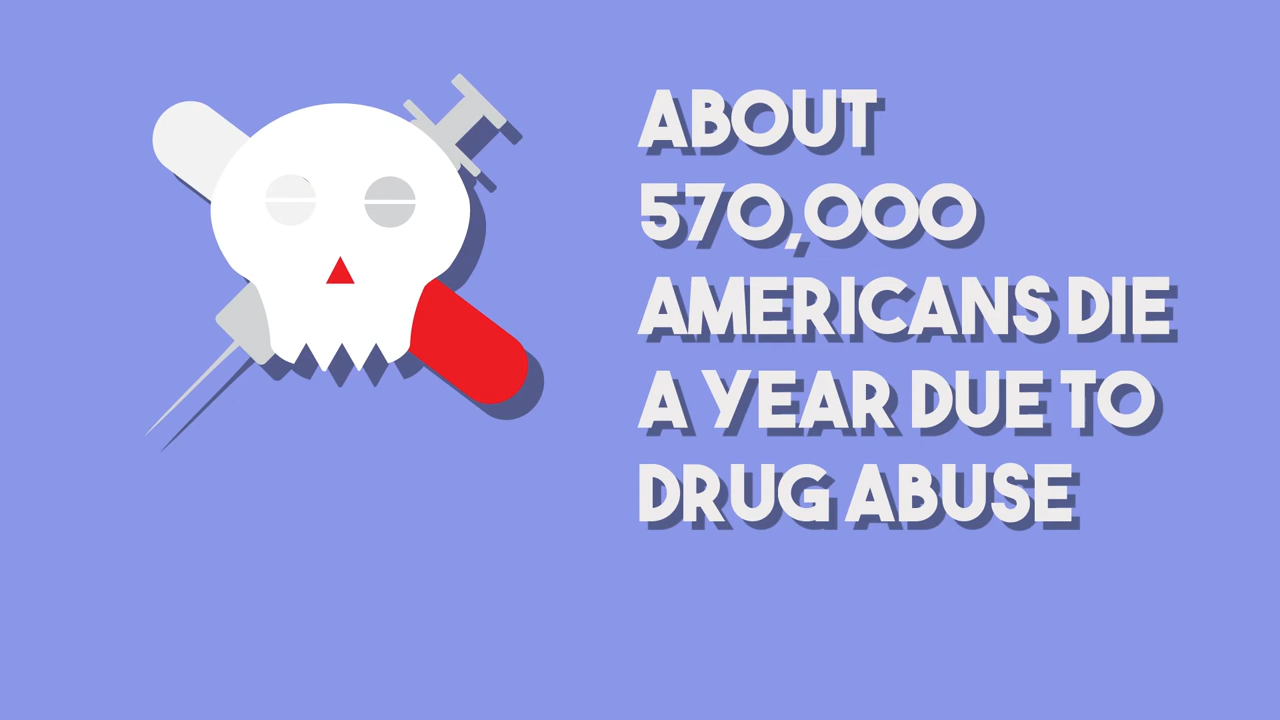 ABOUT
570,000
AMERICANS DIE
A YEAR DUE TO
DRUG ABUSE